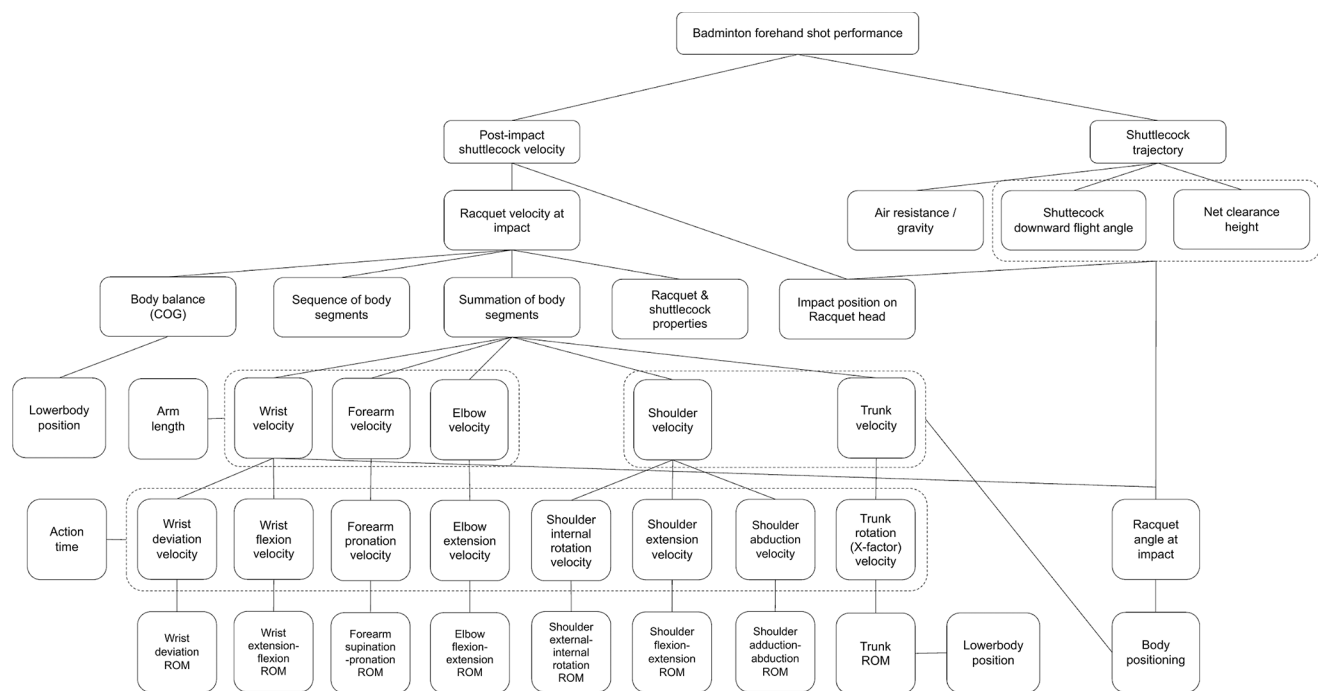 Badminton forehand shot performance
Post-impact
shuttlecock velocity
Shuttlecock
trajectory
Racquet velocity at
impact
Air resistance /
gravity
Shuttecock
downward flight angle
Net clearance
height
Body balance
(COG)
Sequence of body
segments
Summation of body
segments
Racquet &
shuttlecock
properties
Impact position on
Racquet head
Lowerbody
position
Arm
length
Wrist
velocity
Forearm
velocity
Elbow
velocity
Shoulder
velocity
Trunk
velocity
Action
time
Wrist
deviation
velocity
Wrist
flexion
velocity
Forearm
pronation
velocity
Elbow
extension
velocity
Shoulder
internal
rotation
velocity
Shoulder
extension
velocity
Shoulder
abduction
velocity
Trunk
rotation
(X-factor)
velocity
Racquet
angle at
impact
Wrist
deviation
ROM
Wrist
extension-
flexion
ROM
Forearm
supination
-pronation
ROM
Elbow
flexion-
extension
ROM
Shoulder
external-
internal
rotation
ROM
Shoulder
flexion-
extension
ROM
Shoulder
adduction-
abduction
ROM
Trunk
ROM
Lowerbody
position
Body
positioning